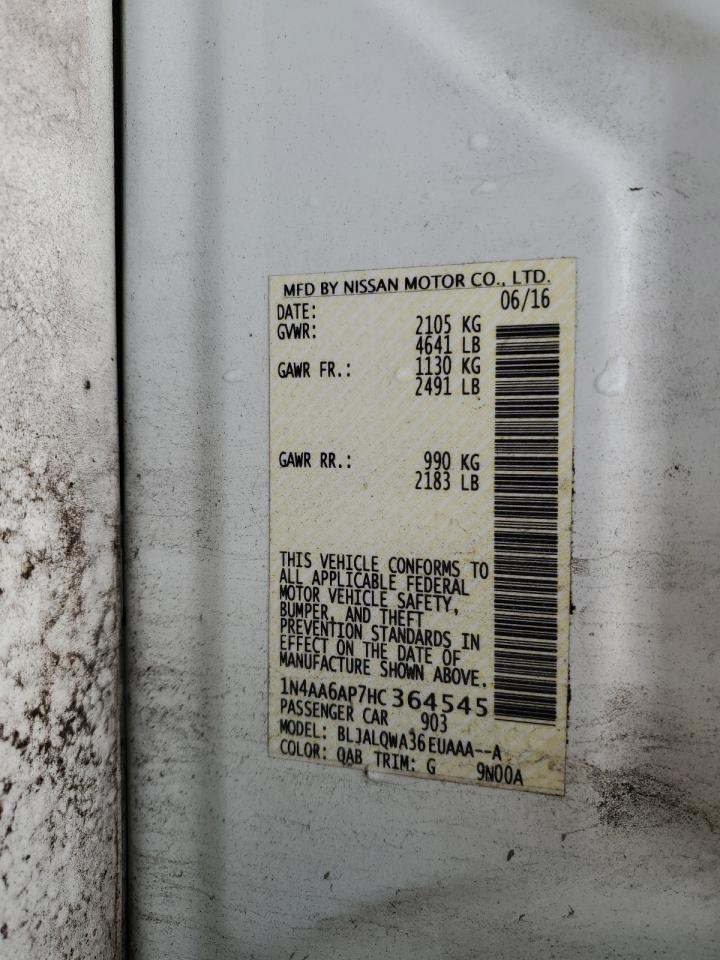 MFD BY NISSAN MOTOR CO., LTD.
DATE: 06/16
GVWR: 2105 KG
4641 LB
GAWR FR.: 1130 KG
2491 LB
GAWR RR.: 990 KG
2183 LB
THIS VEHICLE CONFORMS TO
ALL APPLICABLE FEDERAL
MOTOR VEHICLE SAFETY,
BUMPER, AND THEFT
PREVENTION STANDARDS IN
EFFECT ON THE DATE OF
MANUFACTURE SHOWN ABOVE.
1N4AA6AP7HC364545
PASSENGER CAR 903
MODEL: BLJALQWA36EUAAA--A
COLOR: QAB TRIM: G 9N00A